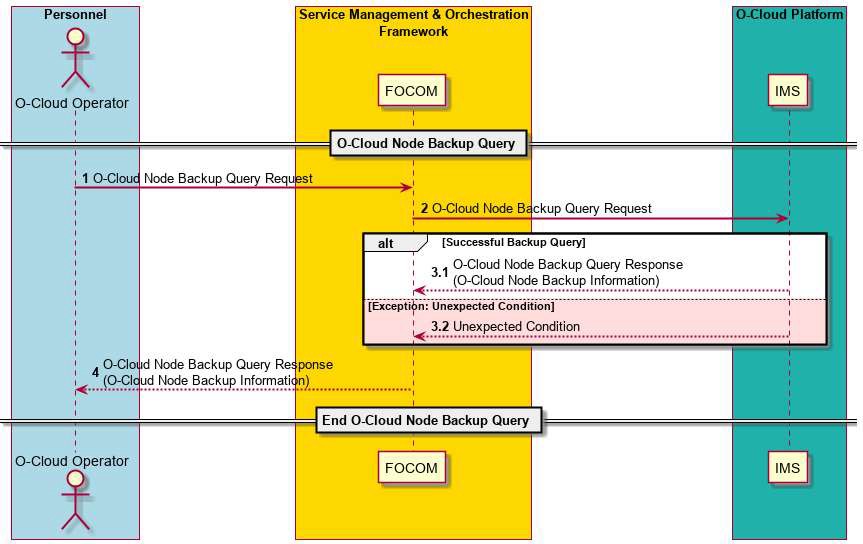 Personnel
Service Management & Orchestration
Framework
O-Cloud Platform
O-Cloud Operator
FOCOM
IMS
O-Cloud Node Backup Query
1 O-Cloud Node Backup Query Request
2 O-Cloud Node Backup Query Request
alt [Successful Backup Query]
3.1 O-Cloud Node Backup Query Response
(O-Cloud Node Backup Information)
[Exception: Unexpected Condition]
3.2 Unexpected Condition
4 O-Cloud Node Backup Query Response
(O-Cloud Node Backup Information)
End O-Cloud Node Backup Query
O-Cloud Operator
FOCOM
IMS